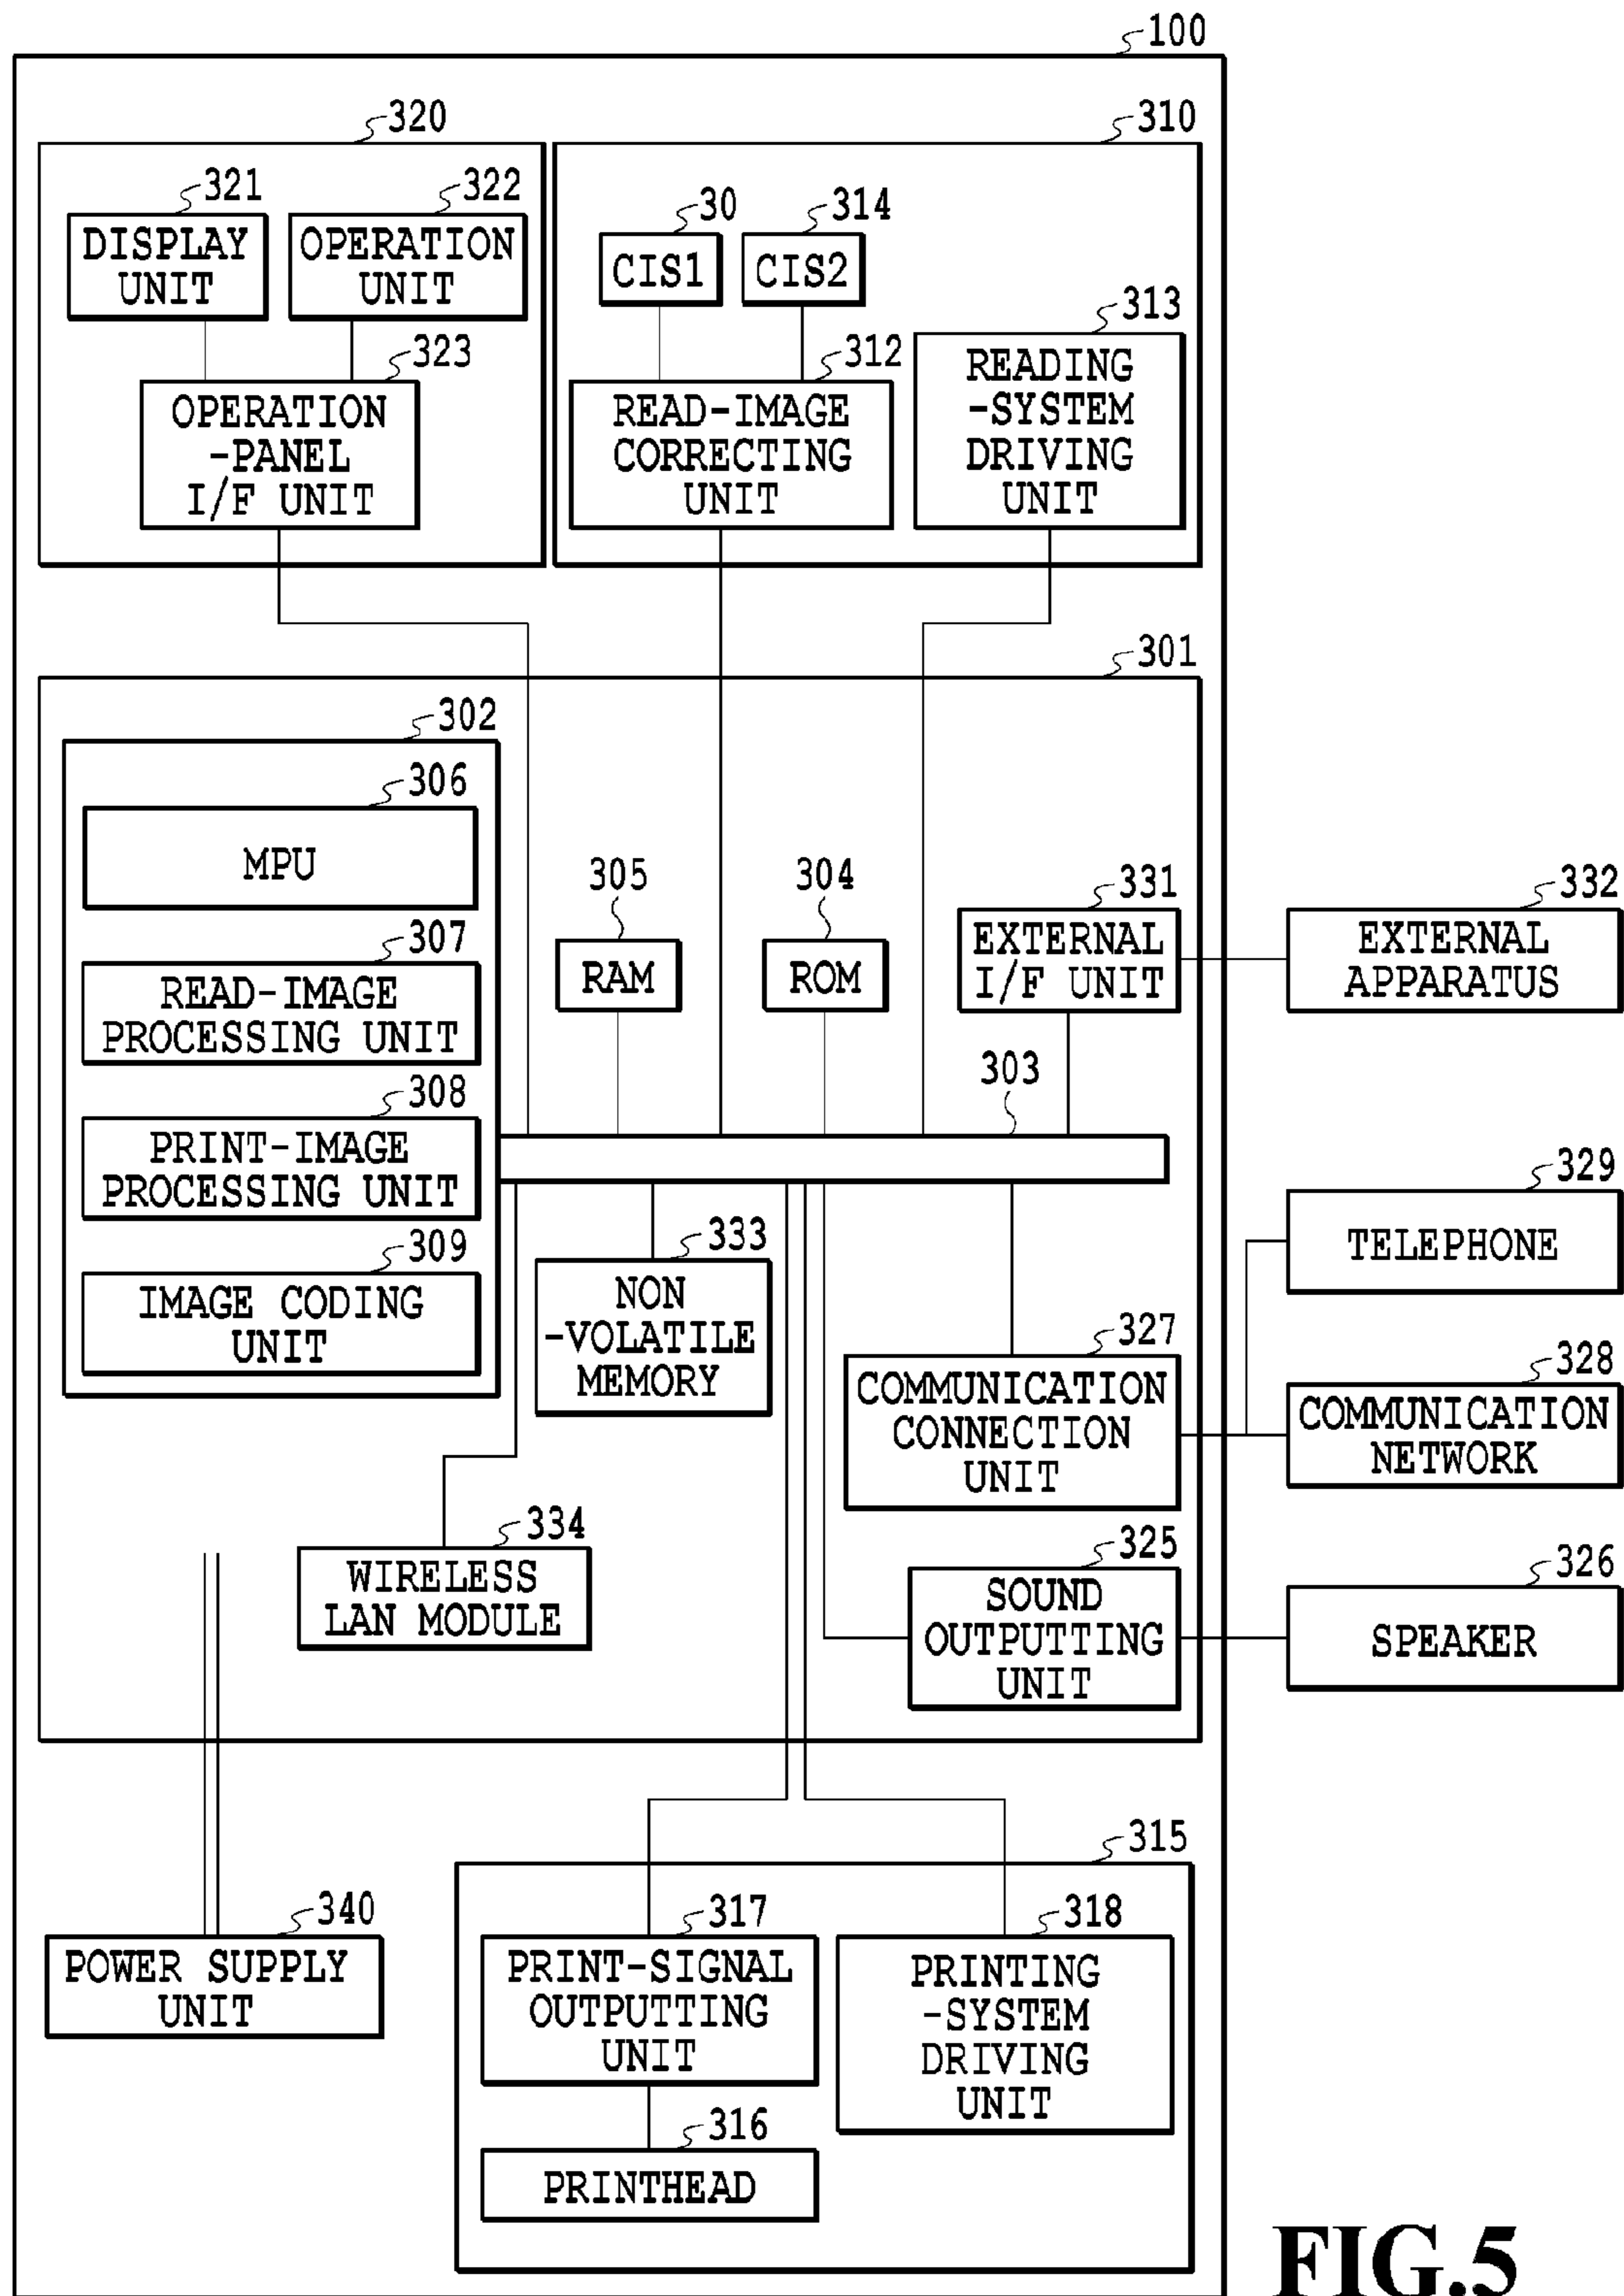 100
320
310
321
322
30
314
DISPLAY
UNIT
OPERATION
UNIT
CIS1
CIS2
313
323
312
READING
-SYSTEM
DRIVING
UNIT
OPERATION
-PANEL
I/F UNIT
READ-IMAGE
CORRECTING
UNIT
301
302
306
MPU
305
304
331
332
RAM
ROM
EXTERNAL
I/F UNIT
EXTERNAL
APPARATUS
307
READ-IMAGE
PROCESSING UNIT
303
308
PRINT-IMAGE
PROCESSING UNIT
329
TELEPHONE
309
IMAGE CODING
UNIT
333
NON
-VOLATILE
MEMORY
327
COMMUNICATION
CONNECTION
UNIT
328
COMMUNICATION
NETWORK
334
WIRELESS
LAN MODULE
325
SOUND
OUTPUTTING
UNIT
326
SPEAKER
315
340
POWER SUPPLY
UNIT
317
PRINT-SIGNAL
OUTPUTTING
UNIT
318
PRINTING
-SYSTEM
DRIVING
UNIT
316
PRINTHEAD
FIG.5